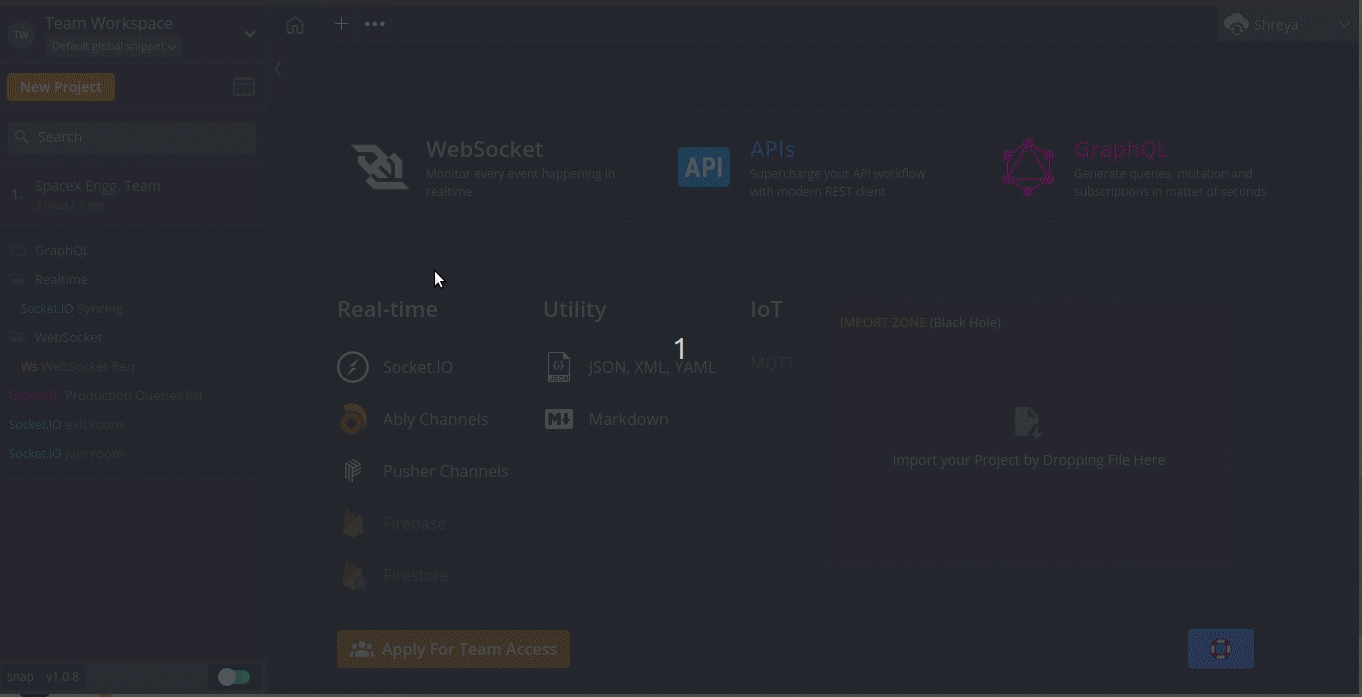 TW
Team Workspace
Default global snippet
New Project
Search
1.
SpaceX Engg. Team
3 mod / 3 req
GraphQL
Realtime
Socket.IO Syncing
WebSocket
Ws WebSocket Req
GraphQL Production Queries list
Socket.IO exit room
Socket.IO join room
snap v1.0.8
Shreya
WebSocket
Monitor every event happening in
realtime
API
APIs
Supercharge your API workflow
with modern REST client
GraphQL
Generate queries, mutation and
subscriptions in matter of seconds
Real-time
Socket.IO
Ably Channels
Pusher Channels
Firebase
Firestore
Utility
JSON
JSON, XML, YAML
M
Markdown
1
IoT
MQTT
IMPORT ZONE (Black Hole)
Import your Project by Dropping File Here
Apply For Team Access